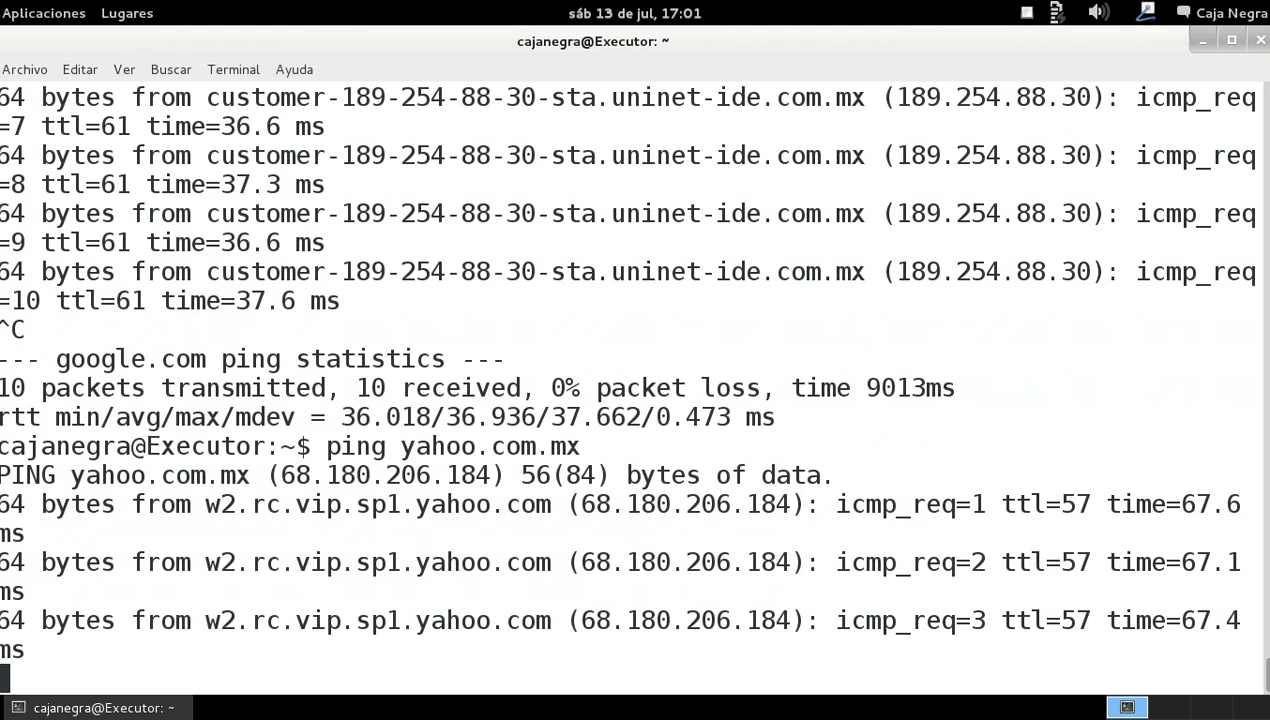 Aplicaciones Lugares sáb 13 de jul, 17:01 Caja Negra
cajanegra@Executor: ~
Archivo Editar Ver Buscar Terminal Ayuda
64 bytes from customer-189-254-88-30-sta.uninet-ide.com.mx (189.254.88.30): icmp_req
=7 ttl=61 time=36.6 ms
64 bytes from customer-189-254-88-30-sta.uninet-ide.com.mx (189.254.88.30): icmp_req
=8 ttl=61 time=37.3 ms
64 bytes from customer-189-254-88-30-sta.uninet-ide.com.mx (189.254.88.30): icmp_req
=9 ttl=61 time=36.6 ms
64 bytes from customer-189-254-88-30-sta.uninet-ide.com.mx (189.254.88.30): icmp_req
=10 ttl=61 time=37.6 ms
^C
--- google.com ping statistics ---
10 packets transmitted, 10 received, 0% packet loss, time 9013ms
rtt min/avg/max/mdev = 36.018/36.936/37.662/0.473 ms
cajanegra@Executor:~$ ping yahoo.com.mx
PING yahoo.com.mx (68.180.206.184) 56(84) bytes of data.
64 bytes from w2.rc.vip.sp1.yahoo.com (68.180.206.184): icmp_req=1 ttl=57 time=67.6
ms
64 bytes from w2.rc.vip.sp1.yahoo.com (68.180.206.184): icmp_req=2 ttl=57 time=67.1
ms
64 bytes from w2.rc.vip.sp1.yahoo.com (68.180.206.184): icmp_req=3 ttl=57 time=67.4
ms
cajanegra@Executor: ~